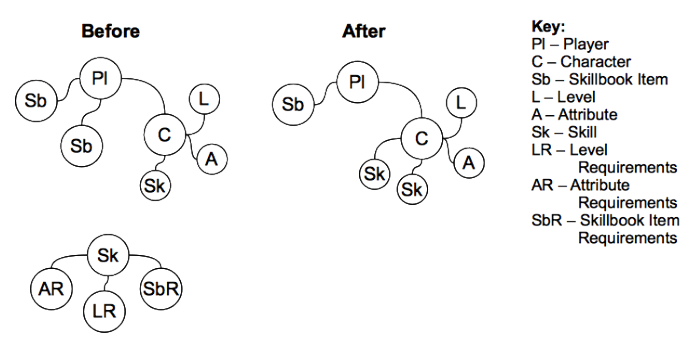 Before
After
Key:
Pl – Player
C – Character
Sb – Skillbook Item
L – Level
A – Attribute
Sk – Skill
LR – Level
Requirements
AR – Attribute
Requirements
SbR – Skillbook Item
Requirements
Pl
Sb
Sb
L
C
A
Sk
Pl
Sb
L
C
A
Sk
Sk
Sk
AR
LR
SbR